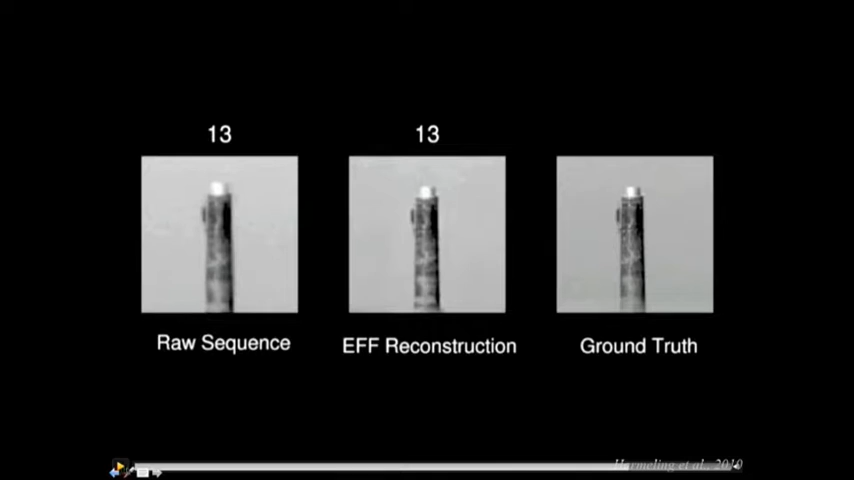 13
13
Raw Sequence
EFF Reconstruction
Ground Truth
Harmeling et al., 2010